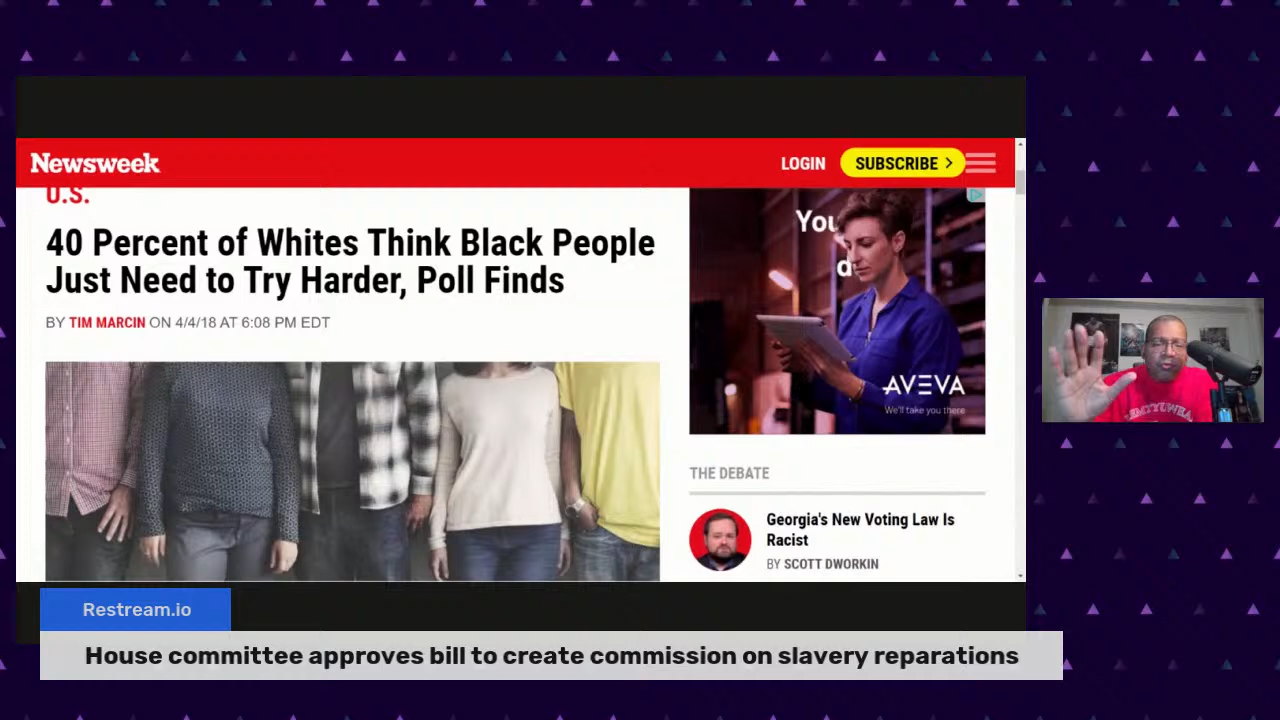 Newsweek
LOGIN
SUBSCRIBE >
U.S.
40 Percent of Whites Think Black People
Just Need to Try Harder, Poll Finds
BY TIM MARCIN ON 4/4/18 AT 6:08 PM EDT
AVEVA
We'll take you there
THE DEBATE
Georgia's New Voting Law Is
Racist
BY SCOTT DWORKIN
Restream.io
House committee approves bill to create commission on slavery reparations